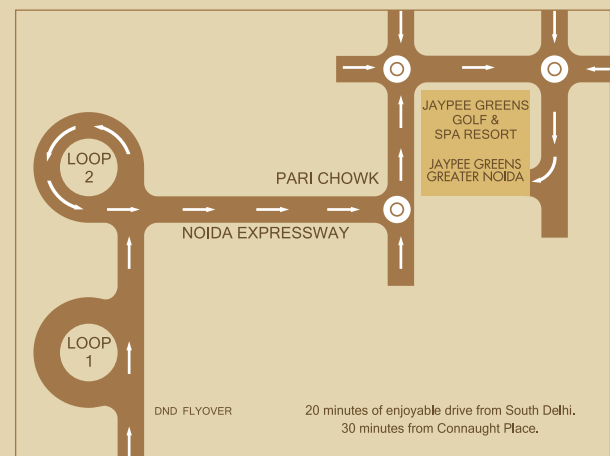 JAYPEE GREENS
GOLF &
SPA RESORT
JAYPEE GREENS
GREATER NOIDA
LOOP
2
PARI CHOWK
NOIDA EXPRESSWAY
LOOP
1
DND FLYOVER
20 minutes of enjoyable drive from South Delhi.
30 minutes from Connaught Place.